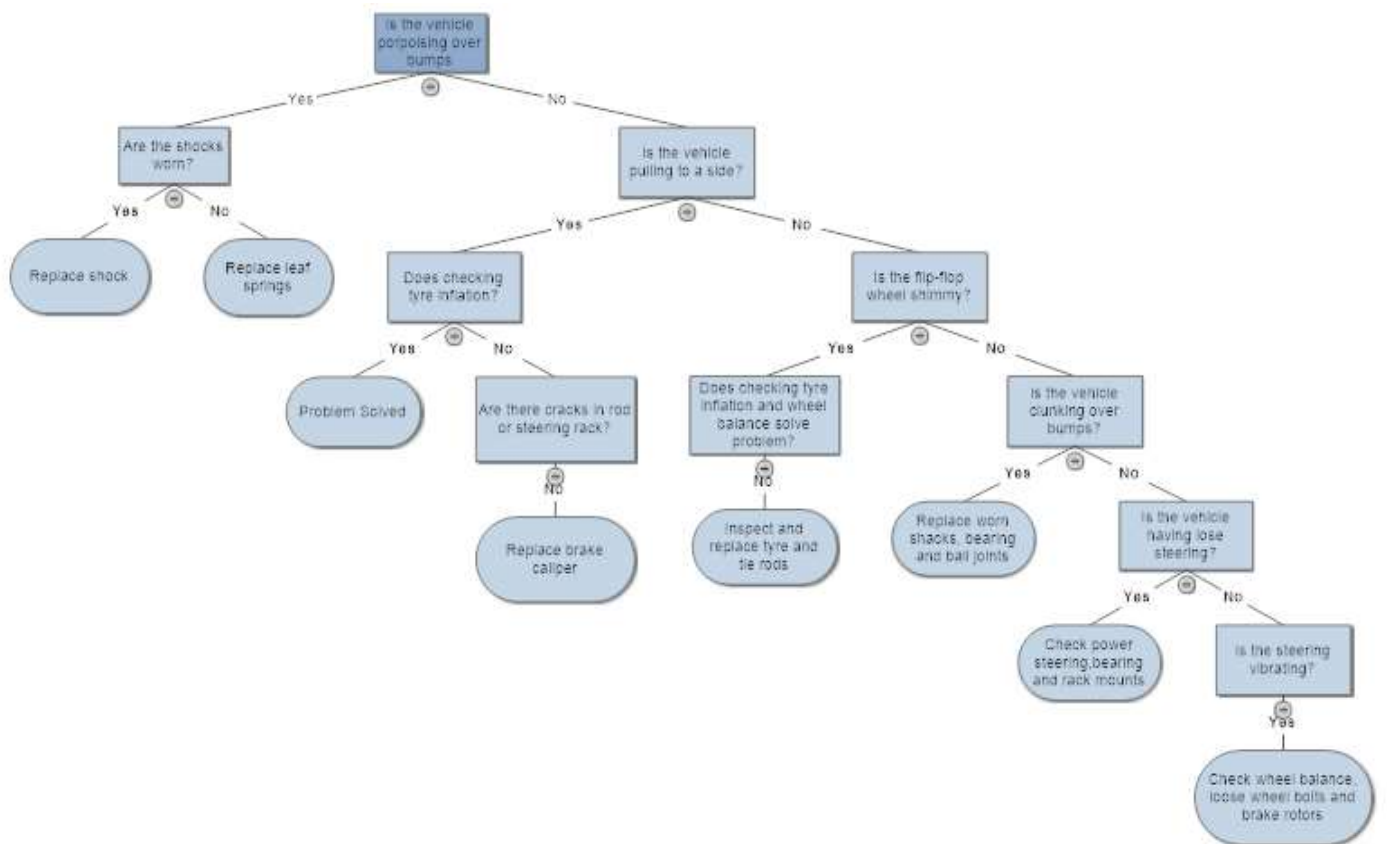 Is the vehicle
porpoising over
bumps
Yes
No
Are the shocks
worn?
Is the vehicle
pulling to a side?
Yes
No
Yes
No
Replace shock
Replace leaf
springs
Does checking
tyre inflation?
Is the flip-flop
wheel shimmy?
Yes
No
Yes
No
Problem Solved
Are there cracks in rod
or steering rack?
Does checking tyre
inflation and wheel
balance solve
problem?
Is the vehicle
clunking over
bumps?
No
No
Yes
No
Replace brake
caliper
Inspect and
replace tyre and
tie rods
Replace worn
shacks, bearing
and ball joints
Is the vehicle
having lose
steering?
Yes
No
Check power
steering,bearing
and rack mounts
Is the steering
vibrating?
Yes
Check wheel balance,
loose wheel bolts and
brake rotors